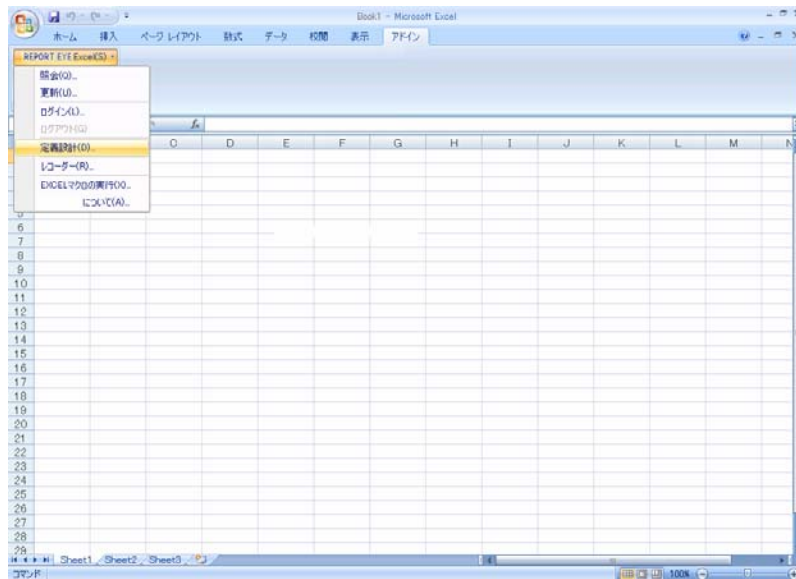 Book1 - Microsoft Excel
ホーム 挿入 ページ レイアウト 数式 データ 校閲 表示 アドイン
REPORT EYE Excel(S)
照会(Q)...
更新(U)...
ログイン(L)...
ログアウト(G)
定義設計(D)...
レコーダー(R)...
EXCELマクロの実行(X)...
について(A)...
fx
C D E F G H I J K L M N
5
6
7
8
9
10
11
12
13
14
15
16
17
18
19
20
21
22
23
24
25
26
27
28
29
Sheet1 Sheet2 Sheet3
コマンド 100%